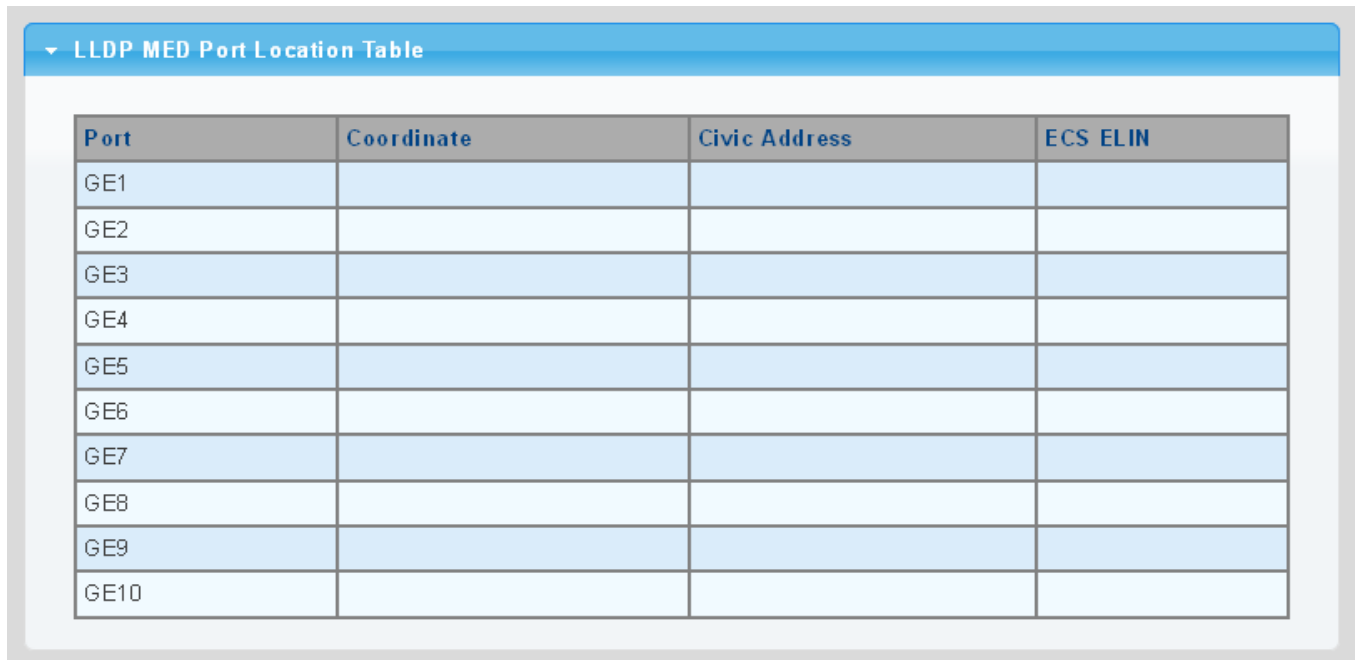 LLDP MED Port Location Table
Port Coordinate Civic Address ECS ELIN
GE1
GE2
GE3
GE4
GE5
GE6
GE7
GE8
GE9
GE10